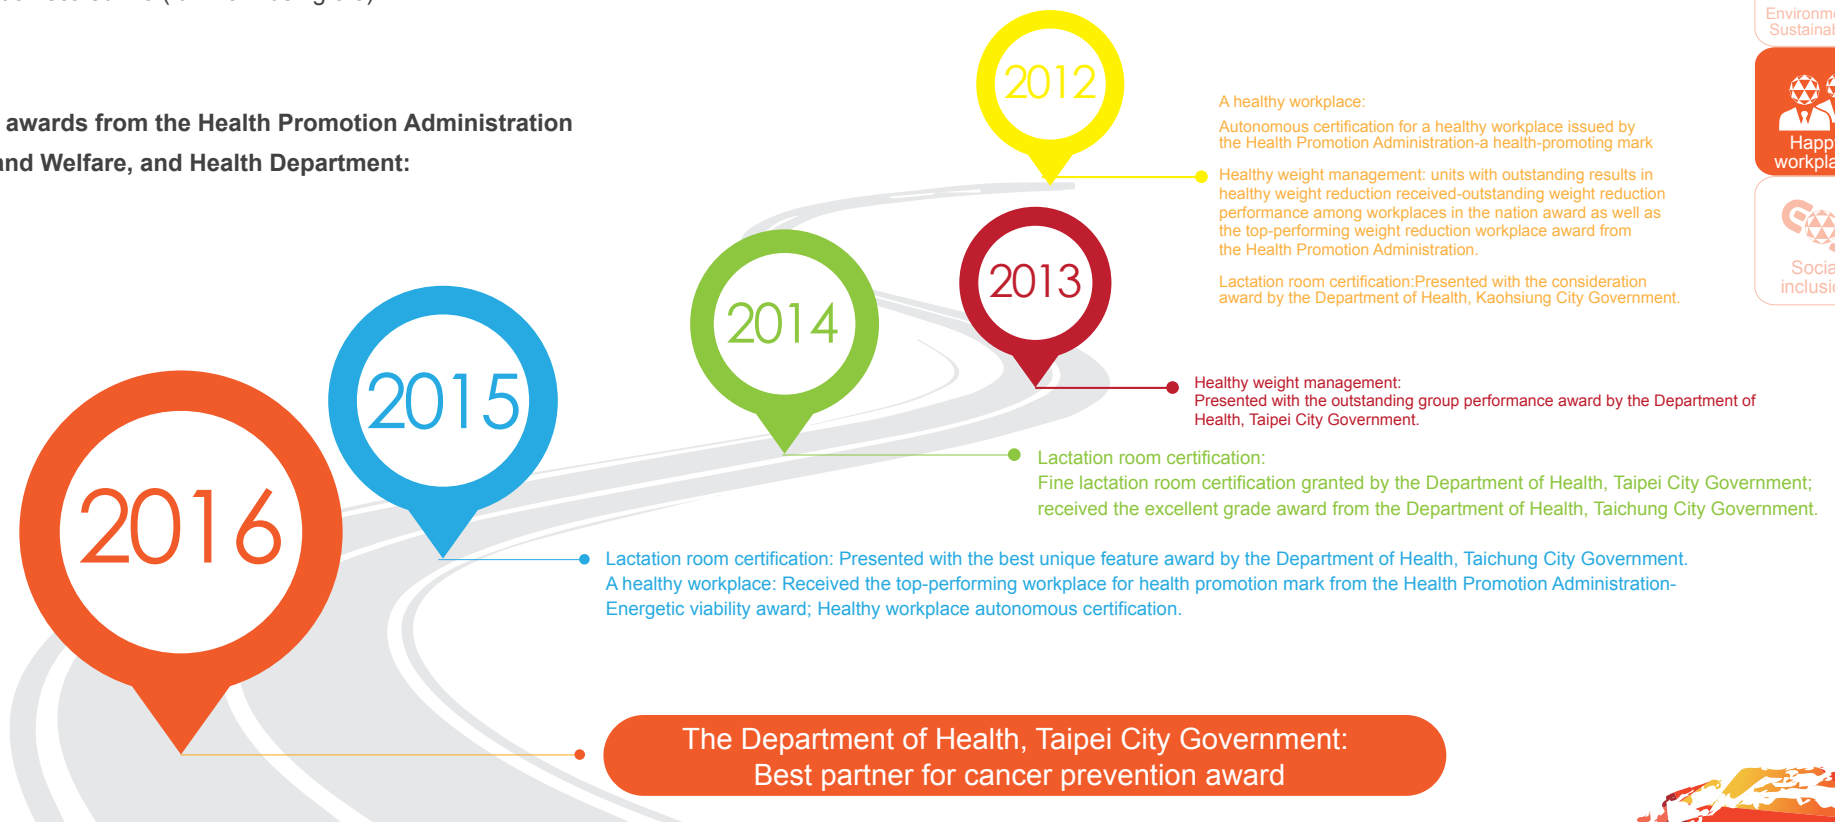 awards from the Health Promotion Administration
and Welfare, and Health Department:
2012
A healthy workplace:
Autonomous certification for a healthy workplace issued by
the Health Promotion Administration-a health-promoting mark
Healthy weight management: units with outstanding results in
healthy weight reduction received-outstanding weight reduction
performance among workplaces in the nation award as well as
the top-performing weight reduction workplace award from
the Health Promotion Administration.
Lactation room certification:Presented with the consideration
award by the Department of Health, Kaohsiung City Government.
2013
Healthy weight management:
Presented with the outstanding group performance award by the Department of
Health, Taipei City Government.
2014
Lactation room certification:
Fine lactation room certification granted by the Department of Health, Taipei City Government;
received the excellent grade award from the Department of Health, Taichung City Government.
2015
Lactation room certification: Presented with the best unique feature award by the Department of Health, Taichung City Government.
A healthy workplace: Received the top-performing workplace for health promotion mark from the Health Promotion Administration-
Energetic viability award; Healthy workplace autonomous certification.
2016
The Department of Health, Taipei City Government:
Best partner for cancer prevention award
Environm
Sustainab
Happ
workpla
Socia
inclusi